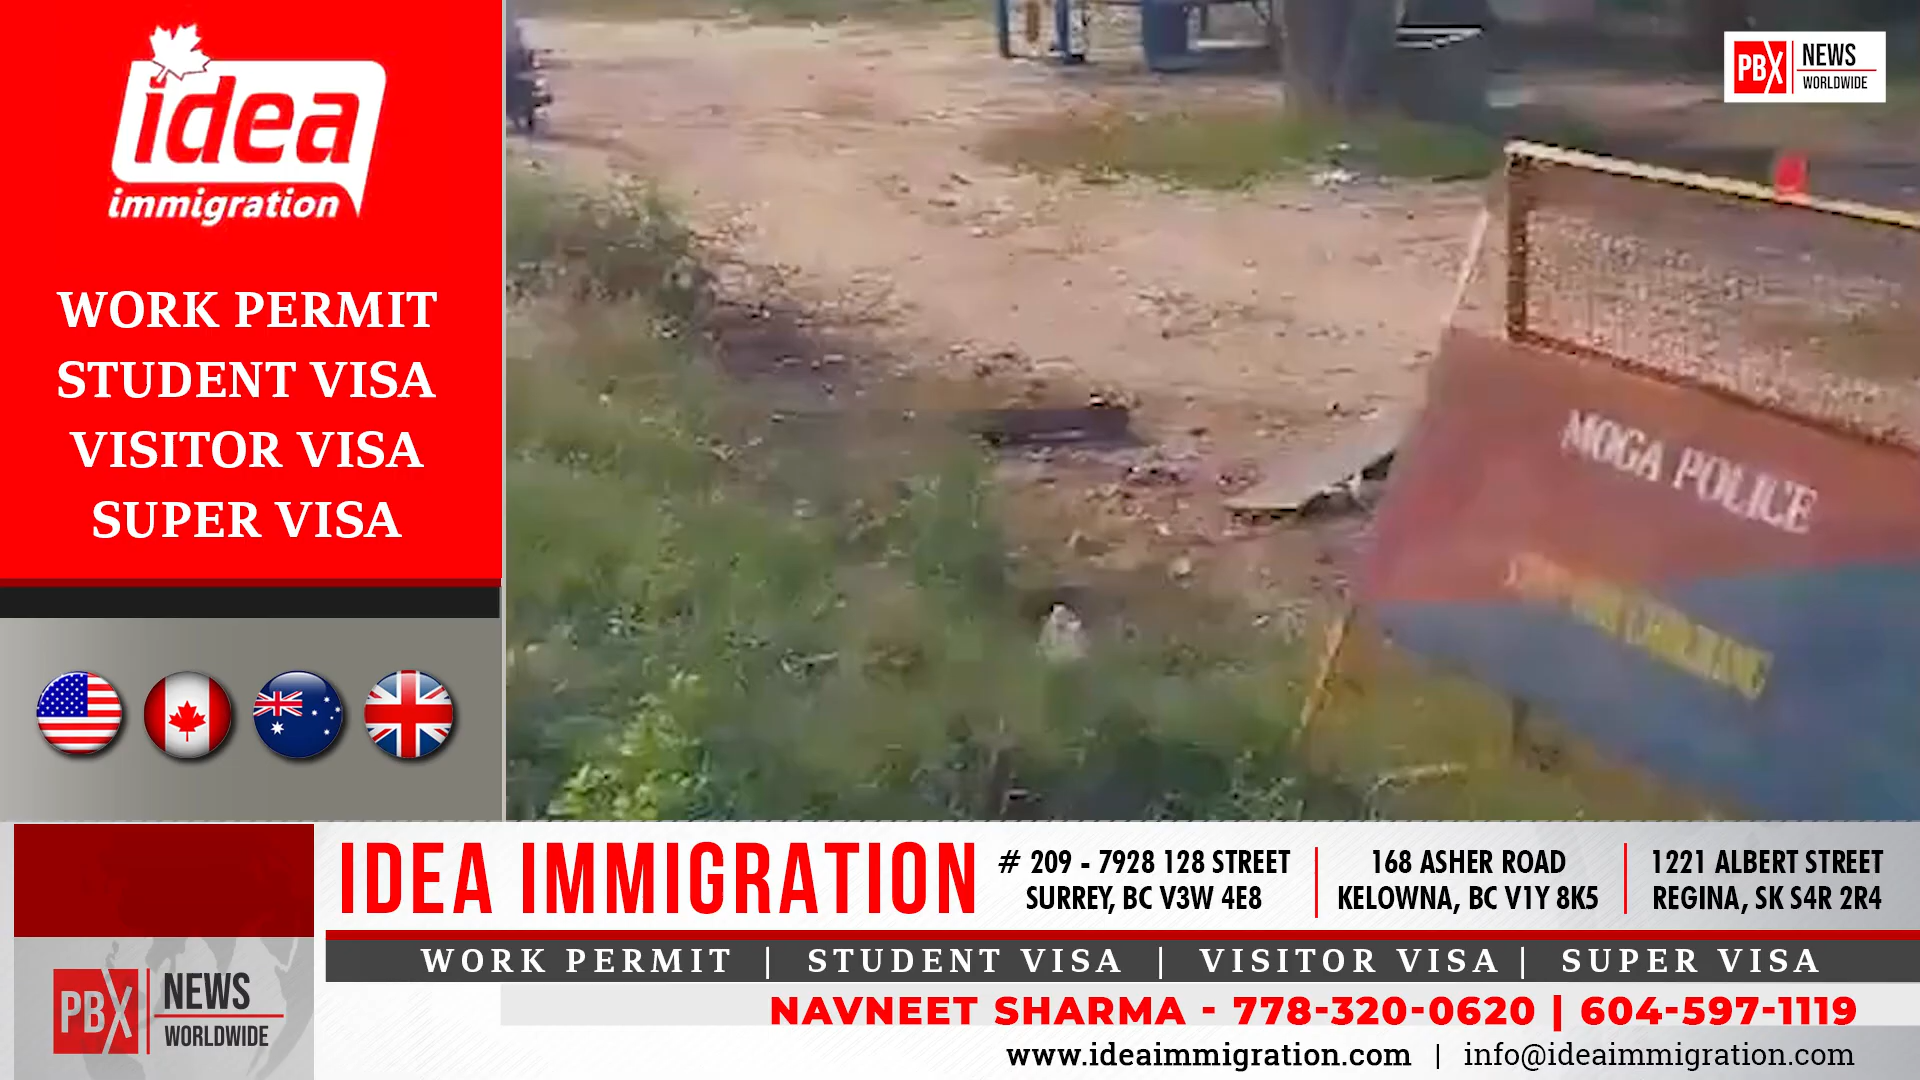 idea
immigration
WORK PERMIT
STUDENT VISA
VISITOR VISA
SUPER VISA
PBX NEWS
WORLDWIDE
MOGA POLICE
IDEA IMMIGRATION
# 209 - 7928 128 STREET
SURREY, BC V3W 4E8
168 ASHER ROAD
KELOWNA, BC V1Y 8K5
1221 ALBERT STREET
REGINA, SK S4R 2R4
WORK PERMIT | STUDENT VISA | VISITOR VISA | SUPER VISA
NAVNEET SHARMA - 778-320-0620 | 604-597-1119
www.ideaimmigration.com | info@ideaimmigration.com
PBX NEWS
WORLDWIDE